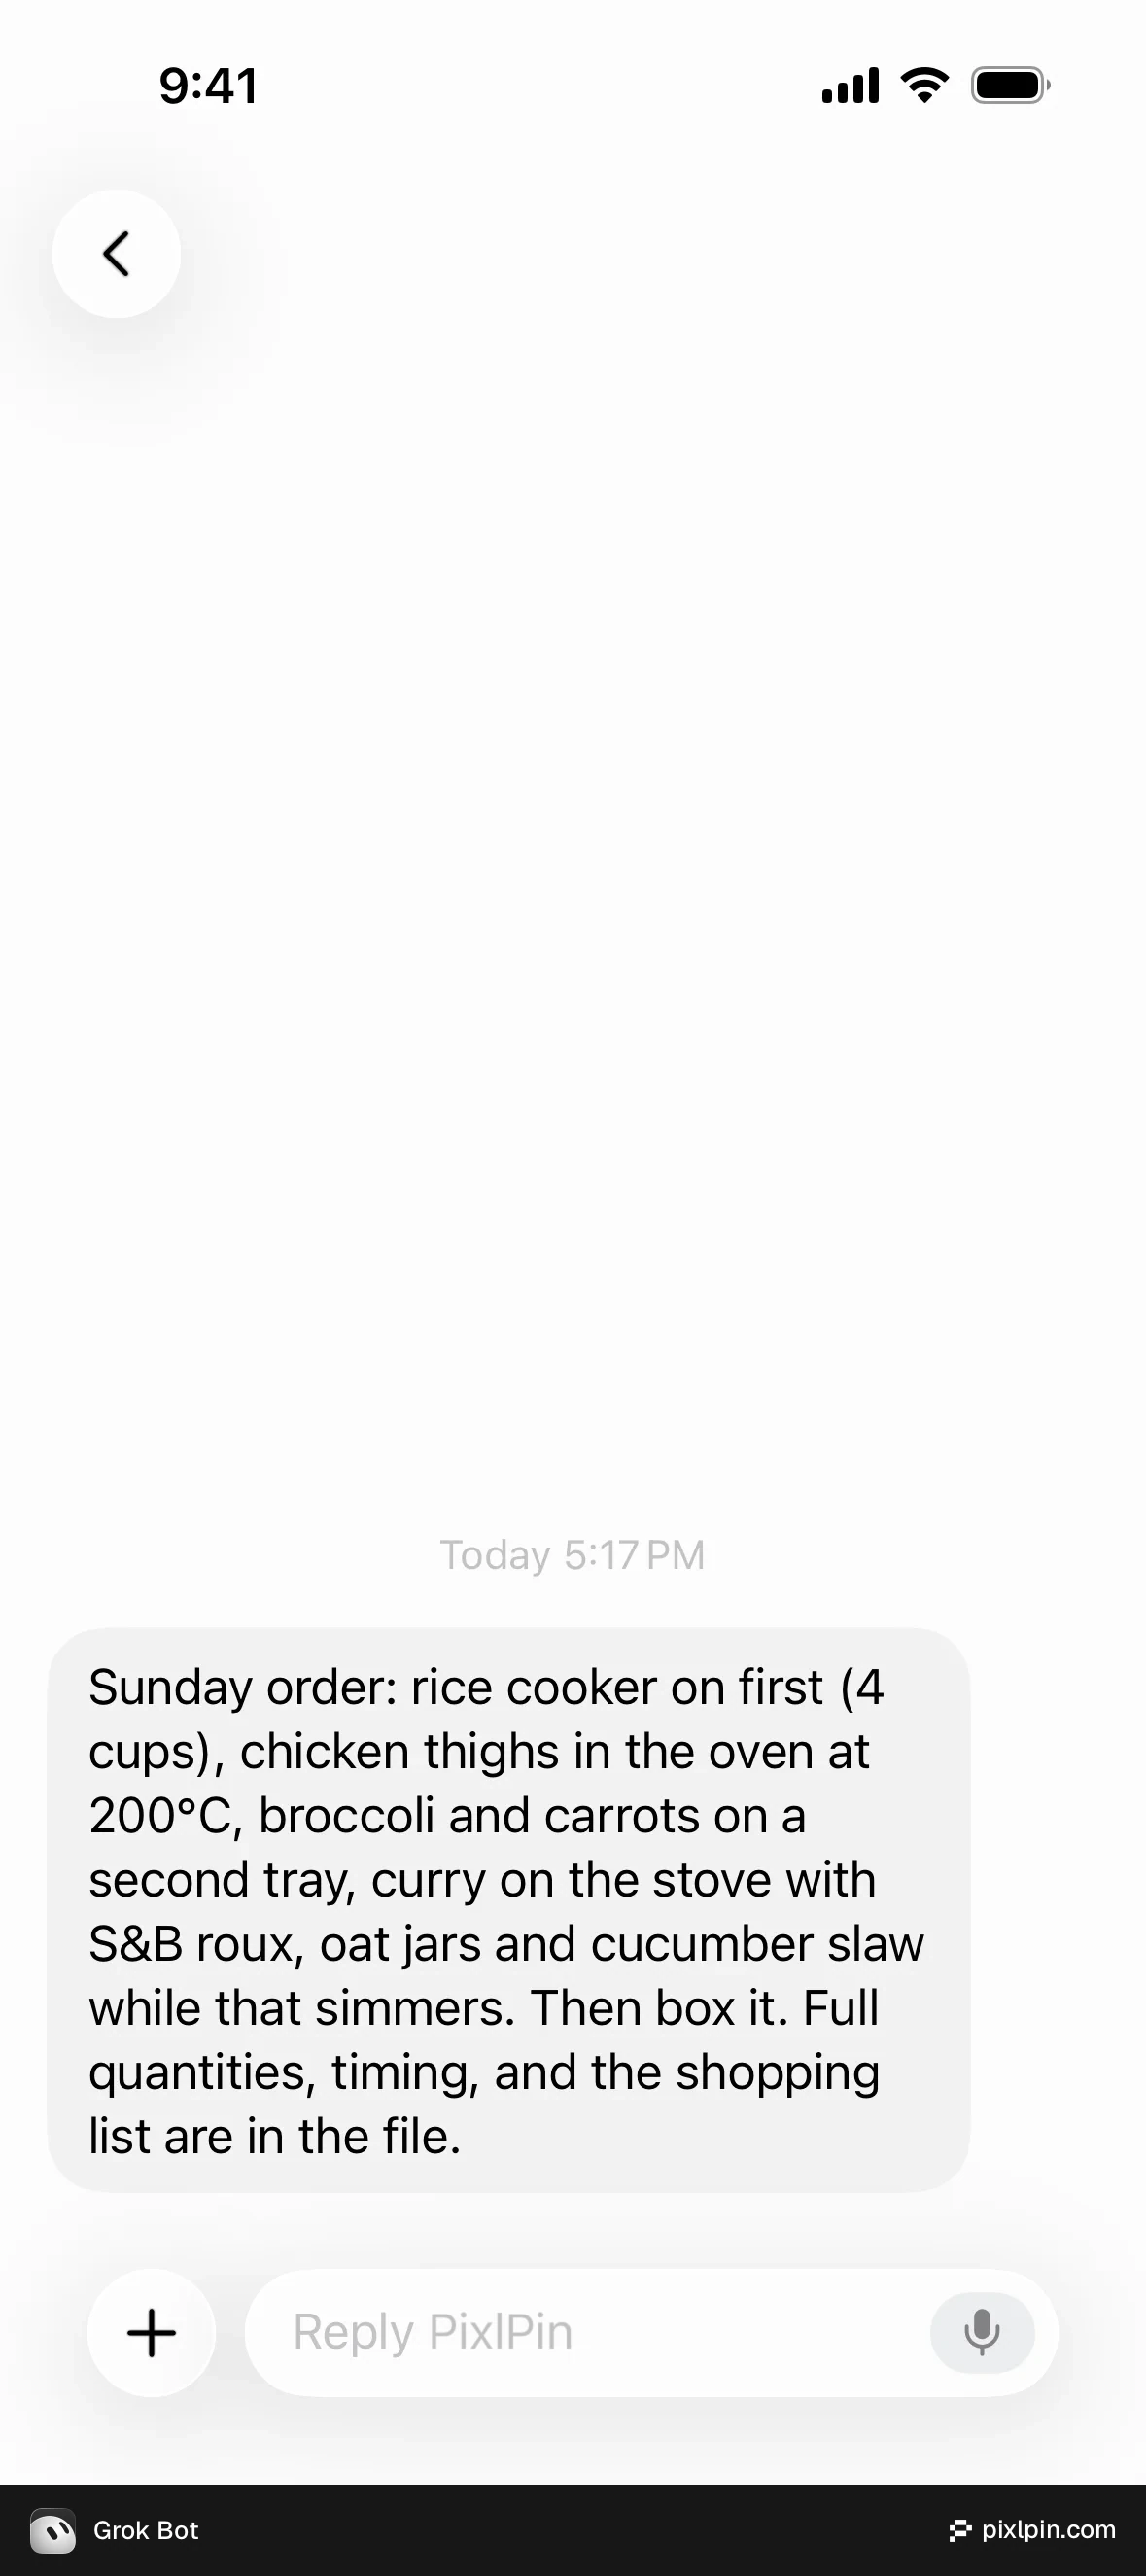 9:41
Today 5:17 PM
Sunday order: rice cooker on first (4
cups), chicken thighs in the oven at
200°C, broccoli and carrots on a
second tray, curry on the stove with
S&B roux, oat jars and cucumber slaw
while that simmers. Then box it. Full
quantities, timing, and the shopping
list are in the file.
Reply PixlPin
Grok Bot
pixlpin.com